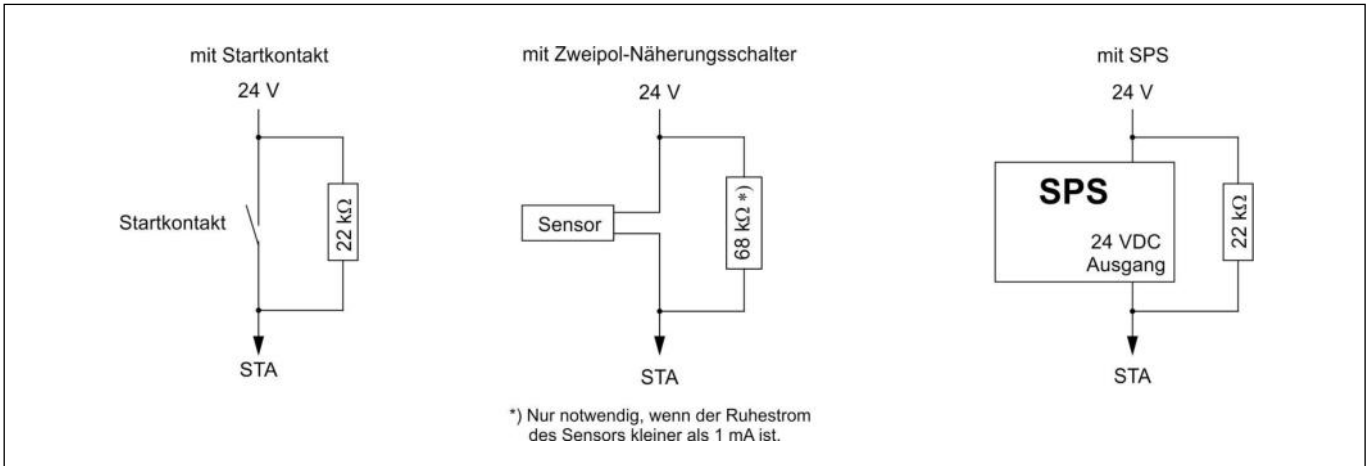 mit Startkontakt
24 V
Startkontakt
22 kΩ
STA
mit Zweipol-Näherungsschalter
24 V
Sensor
68 kΩ *)
STA
*) Nur notwendig, wenn der Ruhestrom
des Sensors kleiner als 1 mA ist.
mit SPS
24 V
SPS
24 VDC
Ausgang
22 kΩ
STA